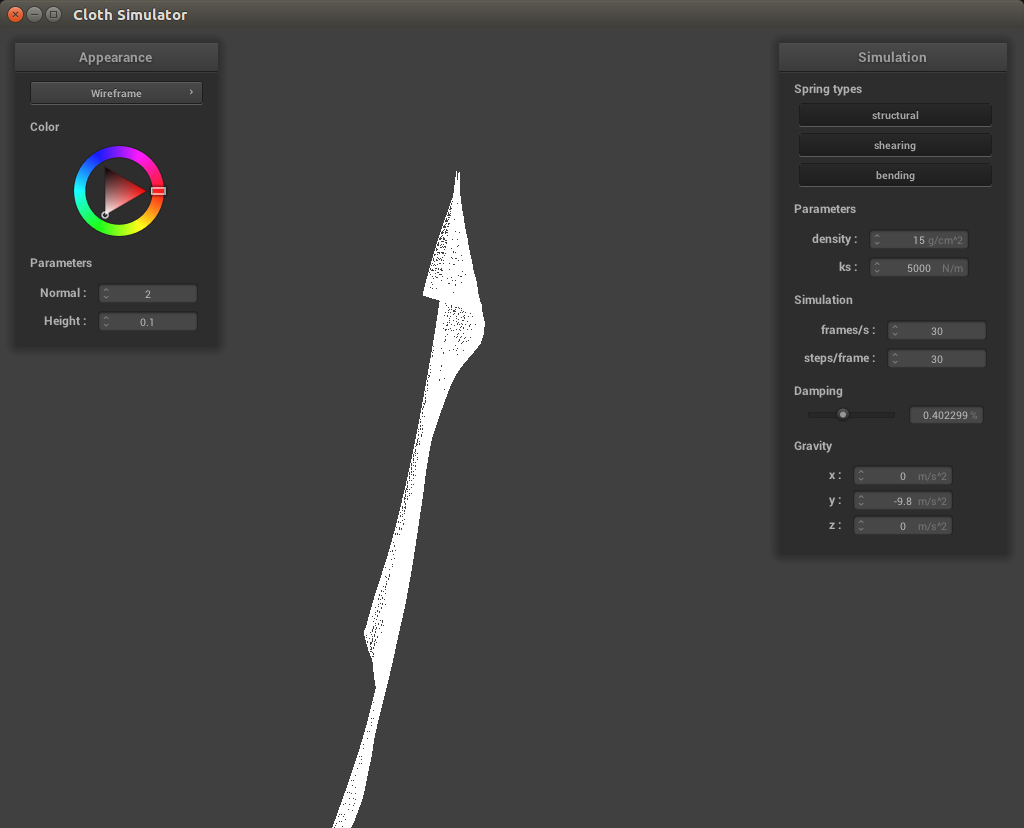 Cloth Simulator
Appearance
Wireframe
Color
Parameters
Normal : 2
Height : 0.1
Simulation
Spring types
structural
shearing
bending
Parameters
density : 15 g/cm^2
ks : 5000 N/m
Simulation
frames/s : 30
steps/frame : 30
Damping
0.402299 %
Gravity
x : 0 m/s^2
y : -9.8 m/s^2
z : 0 m/s^2